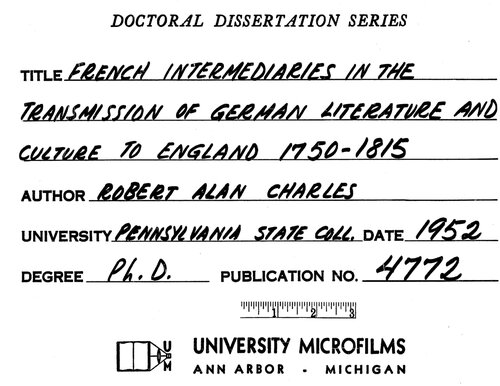 DOCTORAL DISSERTATION SERIES
TITLE FRENCH INTERMEDIARIES IN THE
TRANSMISSION OF GERMAN LITERATURE AND
CULTURE TO ENGLAND 1750-1815
AUTHOR ROBERT ALAN CHARLES
UNIVERSITY PENNSYLVANIA STATE COLL. DATE 1952
DEGREE Ph. D. PUBLICATION NO. 4772
1 2 3
UM UNIVERSITY MICROFILMS
ANN ARBOR - MICHIGAN